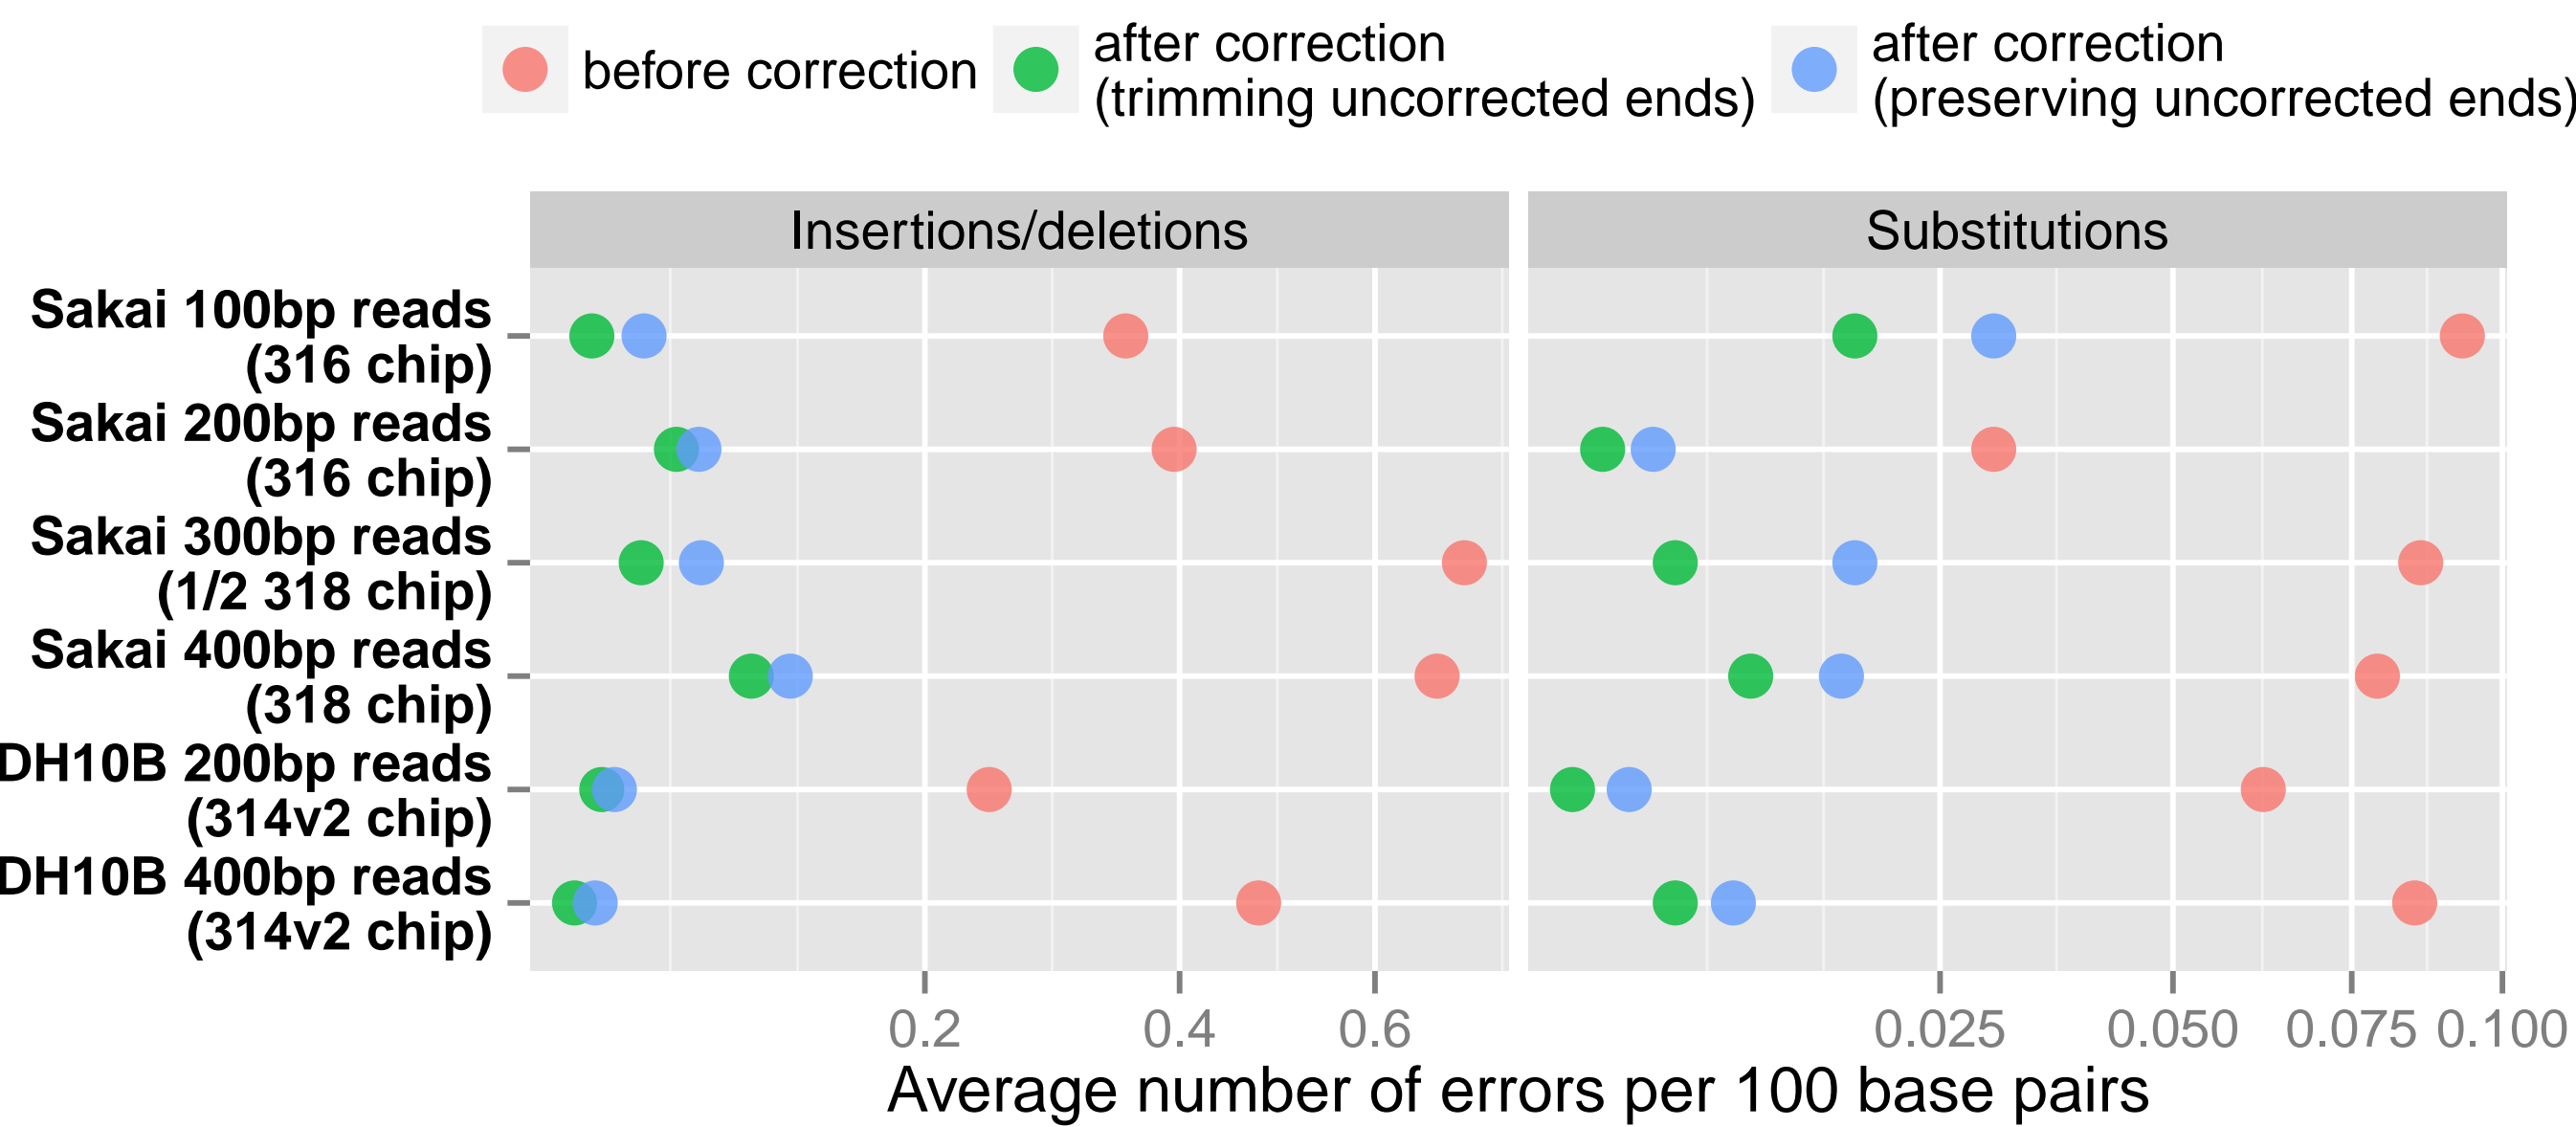 before correction
after correction
(trimming uncorrected ends)
after correction
(preserving uncorrected ends)
Insertions/deletions
Substitutions
Sakai 100bp reads
(316 chip)
Sakai 200bp reads
(316 chip)
Sakai 300bp reads
(1/2 318 chip)
Sakai 400bp reads
(318 chip)
DH10B 200bp reads
(314v2 chip)
DH10B 400bp reads
(314v2 chip)
0.2 0.4 0.6 0.025 0.050 0.075 0.100
Average number of errors per 100 base pairs